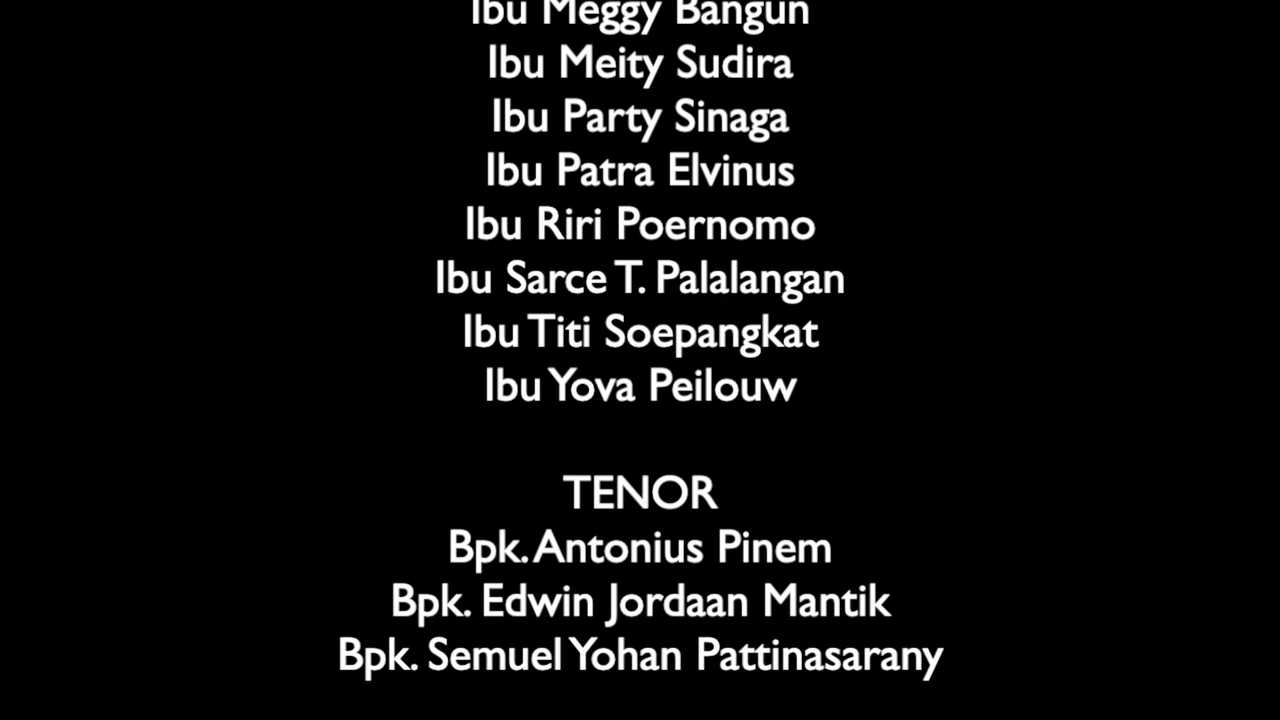 Ibu Meggy Bangun
Ibu Meity Sudira
Ibu Party Sinaga
Ibu Patra Elvinus
Ibu Riri Poernomo
Ibu Sarce T. Palalangan
Ibu Titi Soepangkat
Ibu Yova Peilouw
TENOR
Bpk. Antonius Pinem
Bpk. Edwin Jordaan Mantik
Bpk. Semuel Yohan Pattinasarany